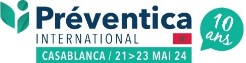 Préventica
INTERNATIONAL
CASABLANCA / 21 > 23 MAI 24
10
ans